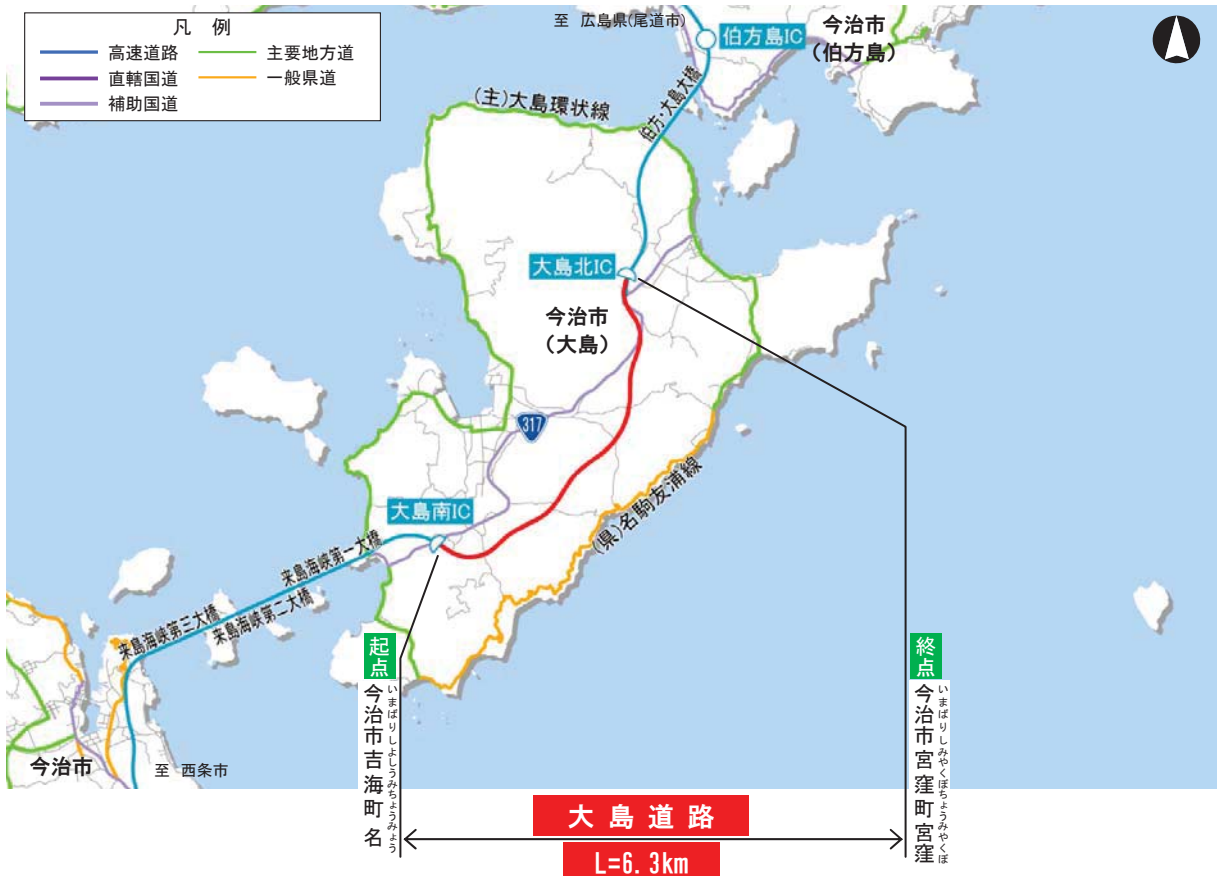 凡 例
高速道路
主要地方道
直轄国道
一般県道
補助国道
至 広島県(尾道市)
伯方島IC
今治市
(伯方島)
(主)大島環状線
伯方・大島大橋
大島北IC
今治市
(大島)
317
大島南IC
(県)名駒友浦線
来島海峡第一大橋
来島海峡第二大橋
来島海峡第三大橋
今治市
至 西条市
起点
今治市吉海町名
いまばりしよしうみちょうみょう
終点
今治市宮窪町宮窪
いまばりしみやくぼちょうみやくぼ
大島道路
L=6.3km